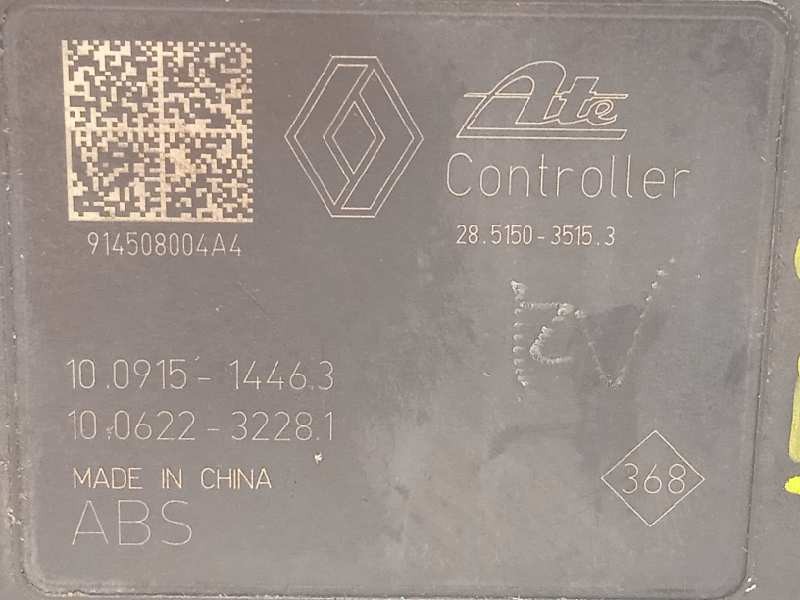 Ate
Controller
914508004A4
28.5150-3515.3
RV
10.0915-1446.3
10.0622-3228.1
MADE IN CHINA
368
ABS